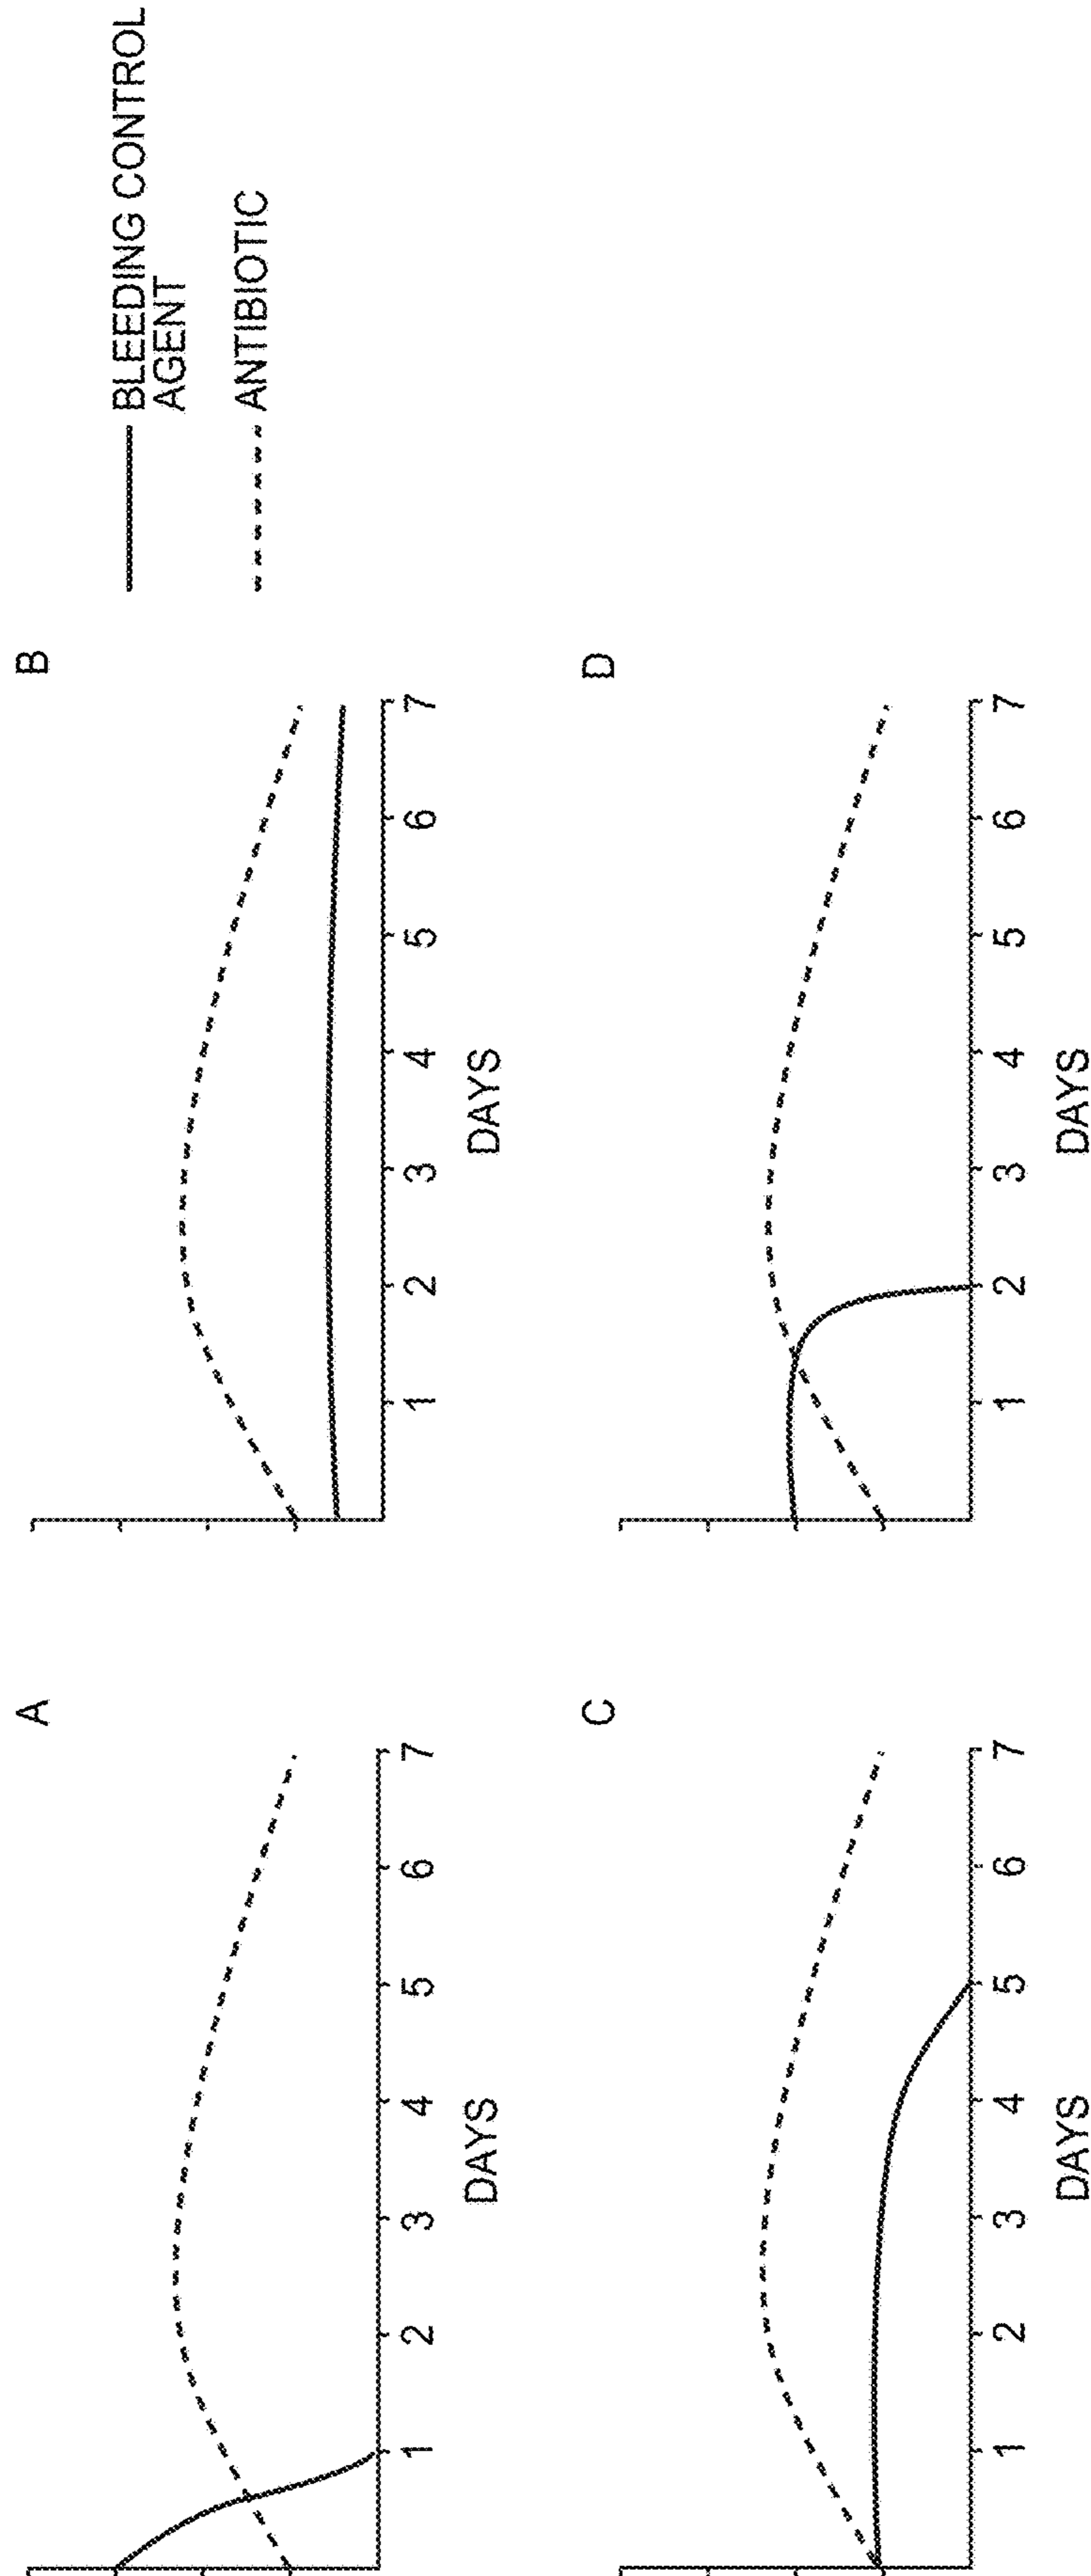 A
1 2 3 4 5 6 7
DAYS
B
1 2 3 4 5 6 7
DAYS
BLEEDING CONTROL
AGENT
ANTIBIOTIC
C
1 2 3 4 5 6 7
DAYS
D
1 2 3 4 5 6 7
DAYS